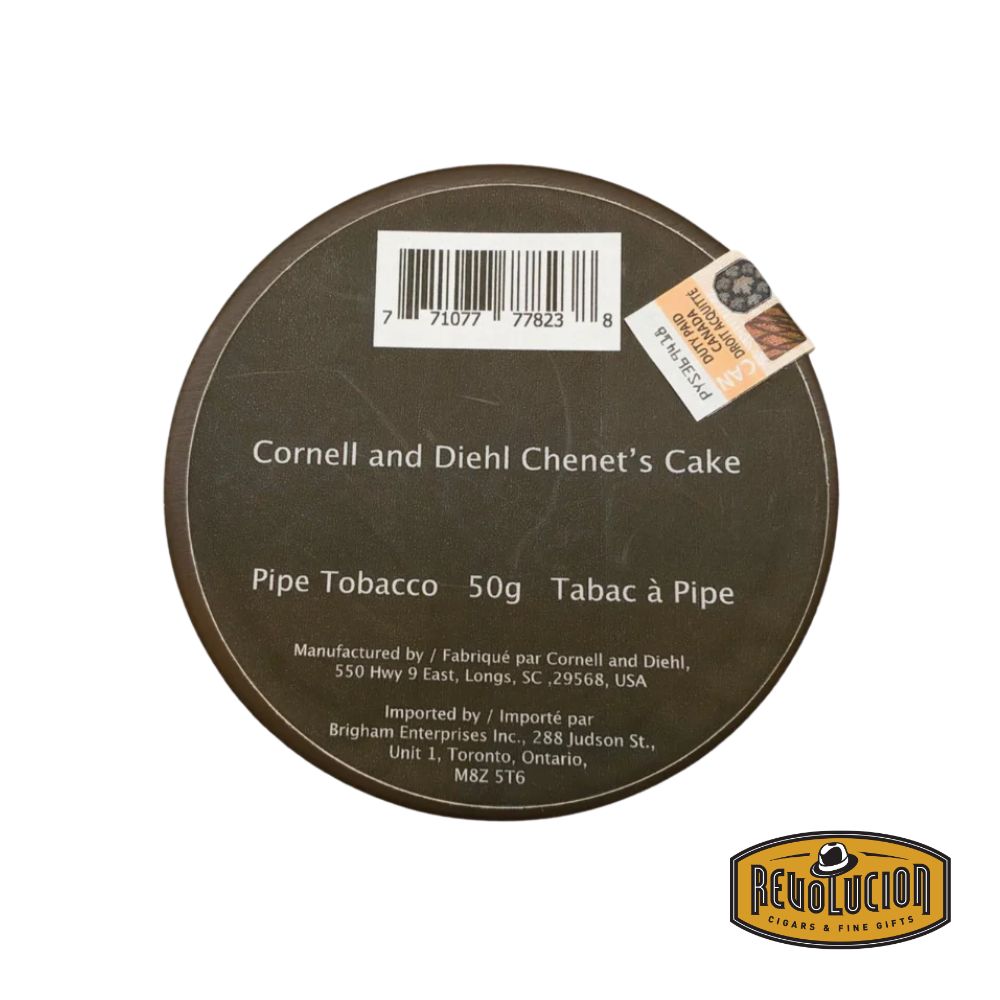 7 71077 77823 8
DUTY PAID
CANADA
DROIT ACQUITTÉ
CAN
Cornell and Diehl Chenet’s Cake
Pipe Tobacco 50g Tabac à Pipe
Manufactured by / Fabriqué par Cornell and Diehl,
550 Hwy 9 East, Longs, SC ,29568, USA
Imported by / Importé par
Brigham Enterprises Inc., 288 Judson St.,
Unit 1, Toronto, Ontario,
M8Z 5T6
REVOLUCION
CIGARS & FINE GIFTS